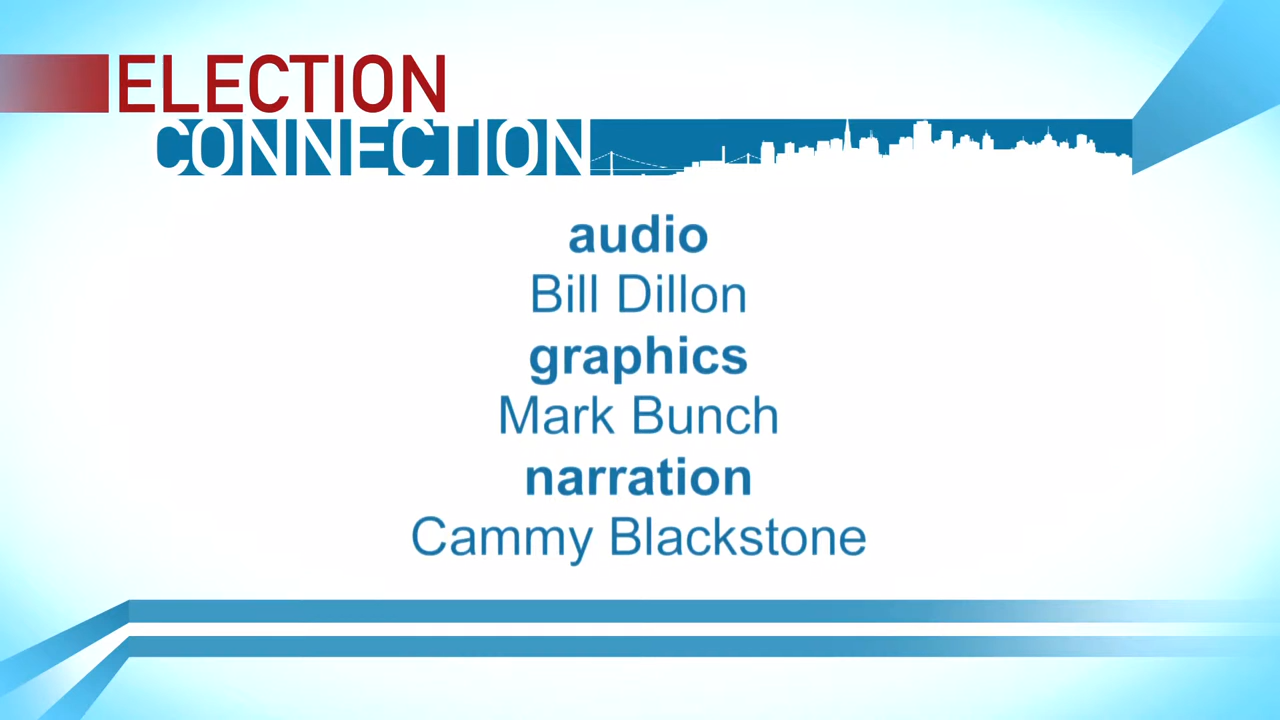 ELECTION
CONNECTION
audio
Bill Dillon
graphics
Mark Bunch
narration
Cammy Blackstone